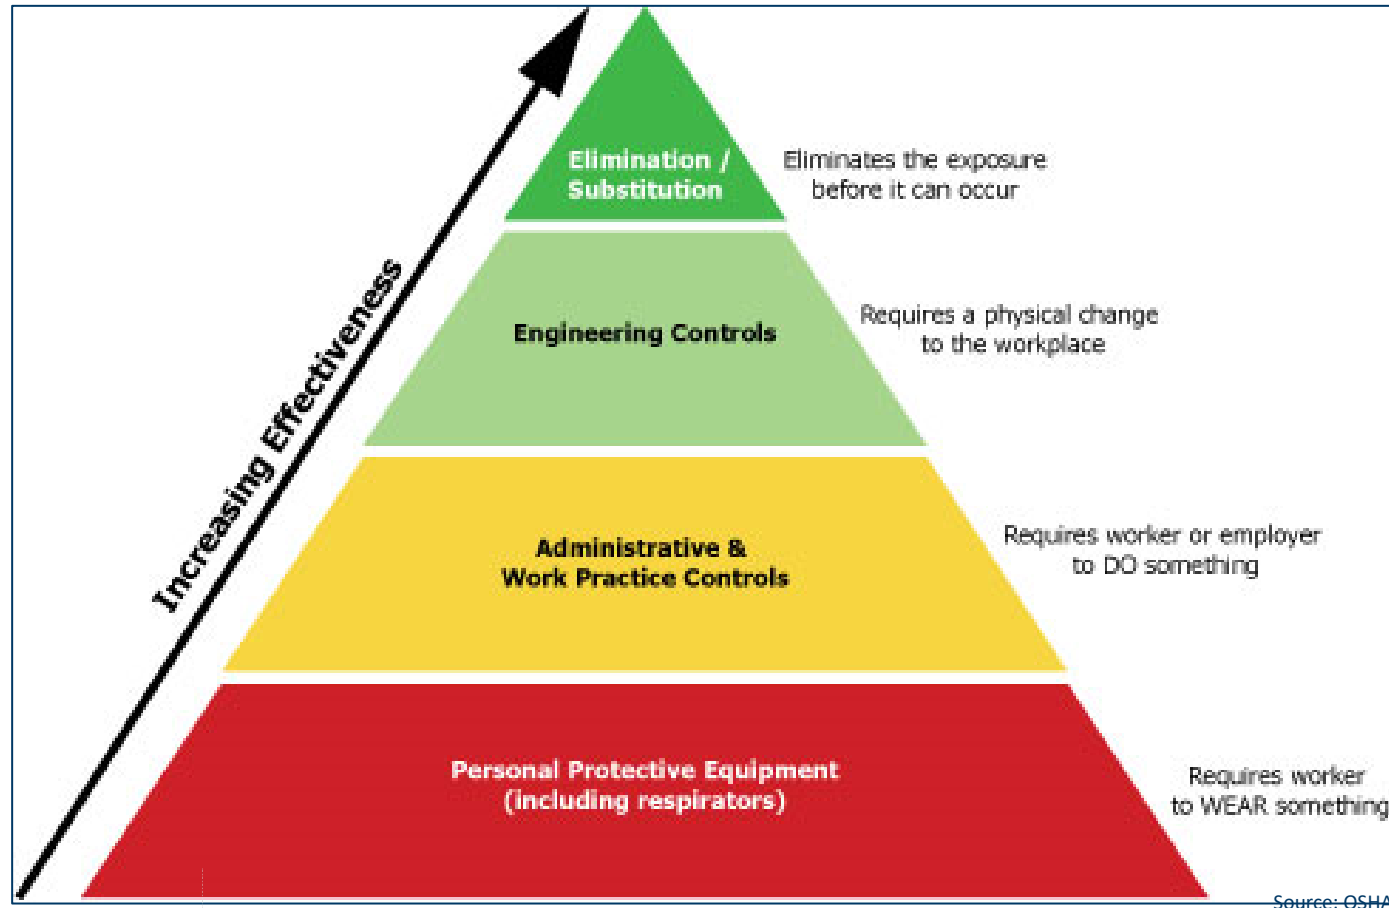 Elimination /
Substitution
Eliminates the exposure
before it can occur
Increasing Effectiveness
Engineering Controls
Requires a physical change
to the workplace
Administrative &
Work Practice Controls
Requires worker or employer
to DO something
Personal Protective Equipment
(including respirators)
Requires worker
to WEAR something
Source: OSHA